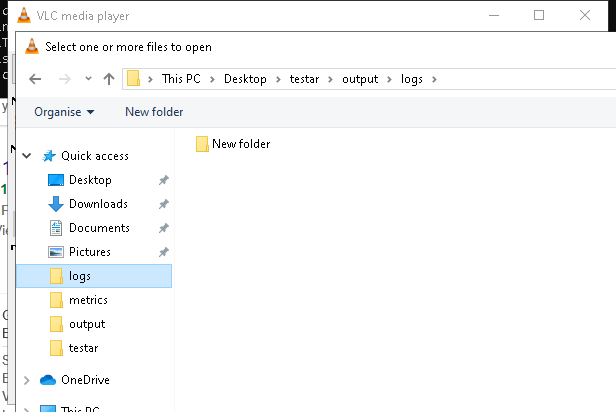 VLC media player
Select one or more files to open
This PC > Desktop > testar > output > logs >
Organise New folder
New folder
Quick access
Desktop
Downloads
Documents
Pictures
logs
metrics
output
testar
OneDrive
This PC